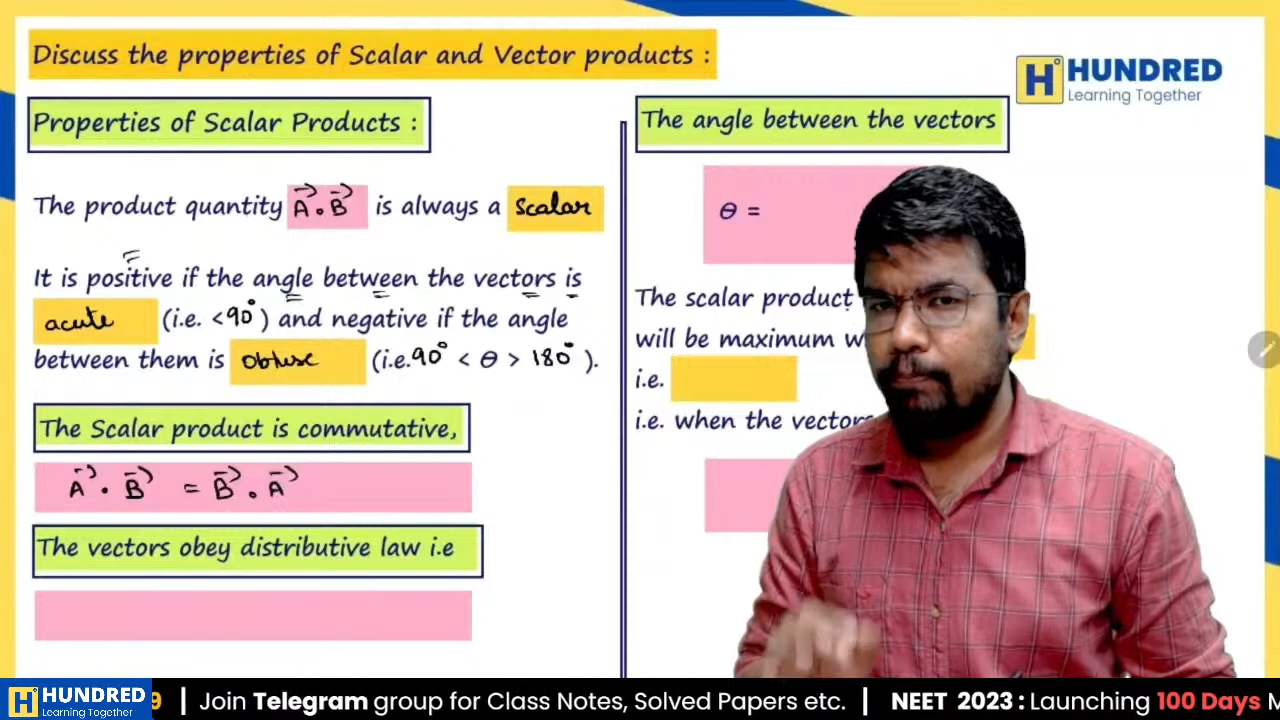 Discuss the properties of Scalar and Vector products :
HUNDRED
Learning Together
Properties of Scalar Products :
The product quantity A⃗ . B⃗ is always a Scalar
It is positive if the angle between the vectors is
acute (i.e. <90°) and negative if the angle
between them is Obtuse (i.e.90° < θ > 180° ).
The Scalar product is commutative,
A⃗ . B⃗ = B⃗ . A⃗
The vectors obey distributive law i.e
The angle between the vectors
θ =
The scalar product
will be maximum
i.e.
i.e. when the vectors
HUNDRED
Learning Together
9 | Join Telegram group for Class Notes, Solved Papers etc. | NEET 2023 : Launching 100 Days